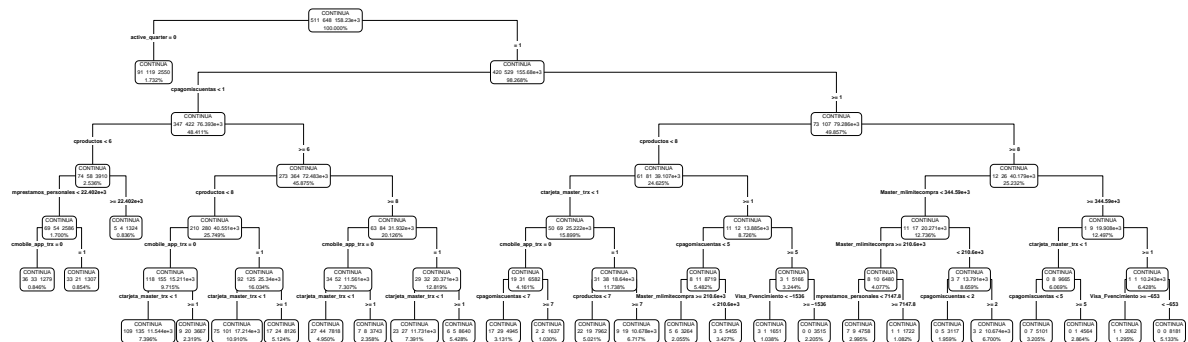 CONTINUA
511 648 158.23e+3
100.000%
active_quarter = 0
= 1
CONTINUA
91 119 2550
1.732%
CONTINUA
420 529 155.68e+3
98.268%
cpagomiscuentas < 1
>= 1
CONTINUA
347 422 76.393e+3
48.411%
CONTINUA
73 107 79.286e+3
49.857%
cproductos < 6
>= 6
cproductos < 8
>= 8
CONTINUA
74 58 3910
2.536%
CONTINUA
273 364 72.483e+3
45.875%
CONTINUA
61 81 39.107e+3
24.625%
CONTINUA
12 26 40.179e+3
25.232%
mprestamos_personales < 22.402e+3
>= 22.402e+3
cproductos < 8
>= 8
ctarjeta_master_trx < 1
>= 1
Master_mlimitecompra < 344.59e+3
>= 344.59e+3
CONTINUA
69 54 2586
1.700%
CONTINUA
5 4 1324
0.836%
CONTINUA
210 280 40.551e+3
25.749%
CONTINUA
63 84 31.932e+3
20.126%
CONTINUA
50 69 25.222e+3
15.899%
CONTINUA
11 12 13.885e+3
8.726%
CONTINUA
11 17 20.271e+3
12.736%
CONTINUA
1 9 19.908e+3
12.497%
cmobile_app_trx = 0
= 1
cmobile_app_trx = 0
= 1
cmobile_app_trx = 0
= 1
cmobile_app_trx = 0
= 1
cpagomiscuentas < 5
>= 5
Master_mlimitecompra >= 210.6e+3
< 210.6e+3
ctarjeta_master_trx < 1
>= 1
CONTINUA
36 33 1279
0.846%
CONTINUA
33 21 1307
0.854%
CONTINUA
118 155 15.211e+3
9.715%
CONTINUA
92 125 25.34e+3
16.034%
CONTINUA
34 52 11.561e+3
7.307%
CONTINUA
29 32 20.371e+3
12.819%
CONTINUA
19 31 6582
4.161%
CONTINUA
31 38 18.64e+3
11.738%
CONTINUA
8 11 8719
5.482%
CONTINUA
3 1 5166
3.244%
CONTINUA
8 10 6480
4.077%
CONTINUA
3 7 13.791e+3
8.659%
CONTINUA
0 8 9665
6.069%
CONTINUA
1 1 10.243e+3
6.428%
ctarjeta_master_trx < 1
>= 1
ctarjeta_master_trx < 1
>= 1
ctarjeta_master_trx < 1
>= 1
ctarjeta_master_trx < 1
>= 1
cpagomiscuentas < 7
>= 7
cproductos < 7
>= 7
Master_mlimitecompra >= 210.6e+3
< 210.6e+3
Visa_Fvencimiento < −1536
>= −1536
mprestamos_personales < 7147.8
>= 7147.8
cpagomiscuentas < 2
>= 2
cpagomiscuentas < 5
>= 5
Visa_Fvencimiento >= −653
< −653
CONTINUA
109 135 11.544e+3
7.396%
CONTINUA
9 20 3667
2.319%
CONTINUA
75 101 17.214e+3
10.910%
CONTINUA
17 24 8126
5.124%
CONTINUA
27 44 7818
4.950%
CONTINUA
7 8 3743
2.358%
CONTINUA
23 27 11.731e+3
7.391%
CONTINUA
6 5 8640
5.428%
CONTINUA
17 29 4945
3.131%
CONTINUA
2 2 1637
1.030%
CONTINUA
22 19 7962
5.021%
CONTINUA
9 19 10.678e+3
6.717%
CONTINUA
5 6 3264
2.055%
CONTINUA
3 5 5455
3.427%
CONTINUA
3 1 1651
1.038%
CONTINUA
0 0 3515
2.205%
CONTINUA
7 9 4758
2.995%
CONTINUA
1 1 1722
1.082%
CONTINUA
0 5 3117
1.959%
CONTINUA
3 2 10.674e+3
6.700%
CONTINUA
0 7 5101
3.205%
CONTINUA
0 1 4564
2.864%
CONTINUA
1 1 2062
1.295%
CONTINUA
0 0 8181
5.133%